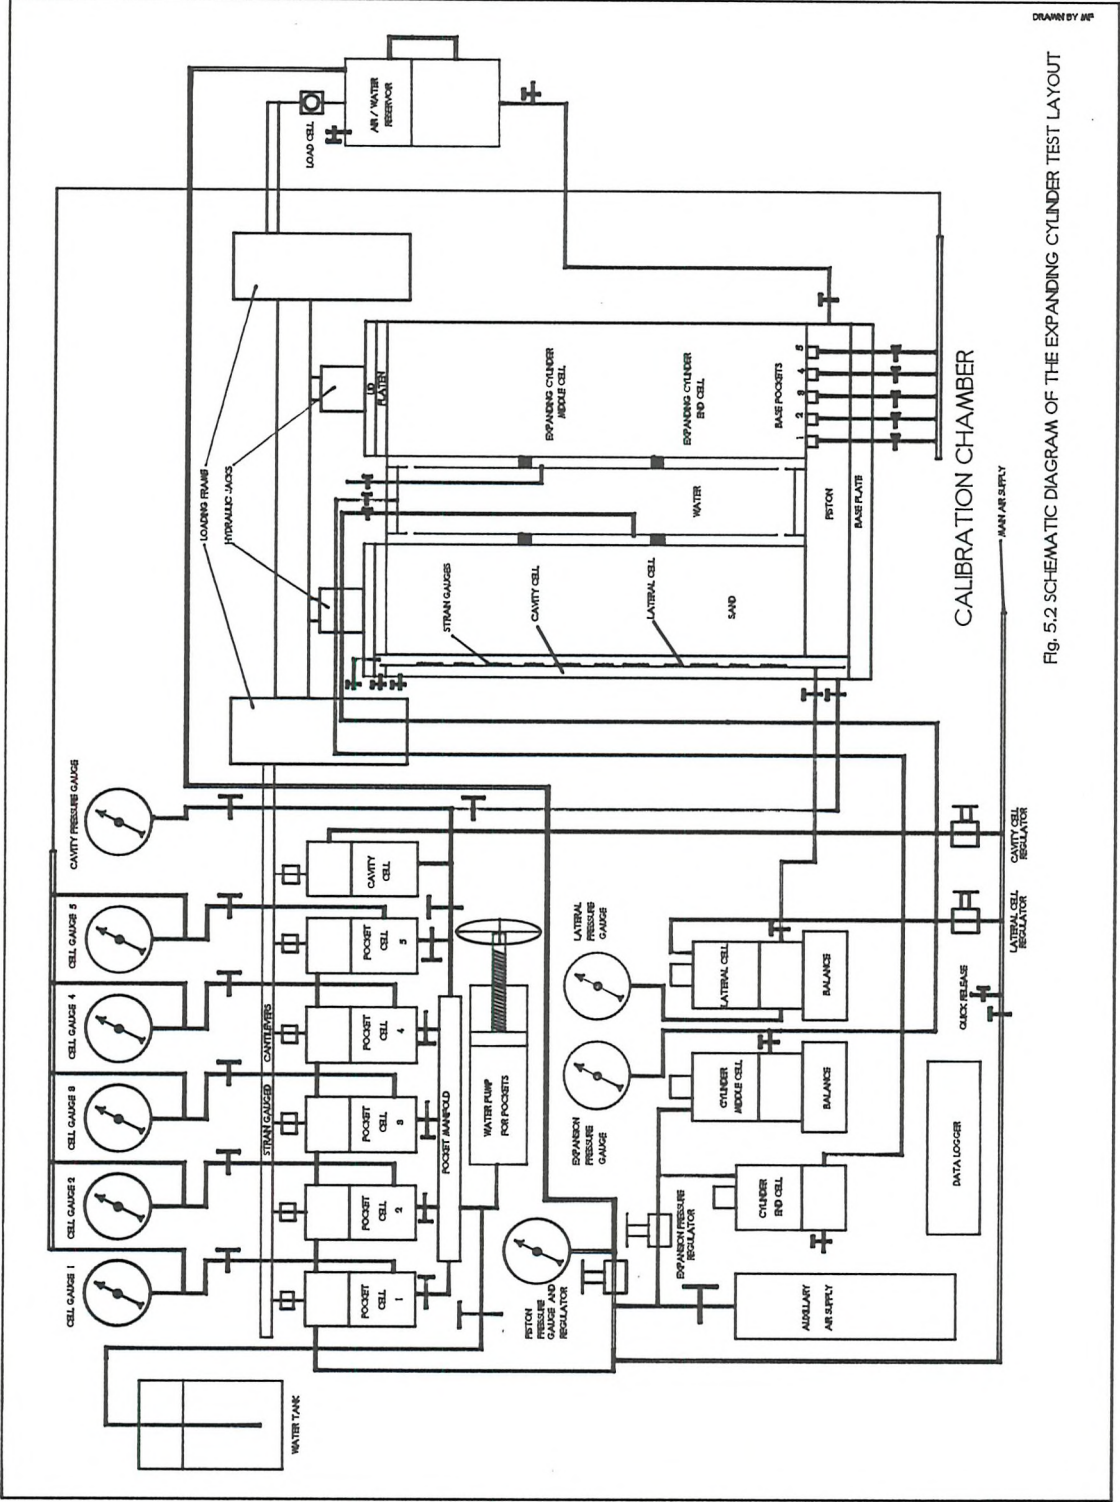 DRAWN BY MP
CAVITY PRESSURE GAUGE
CELL GAUGE 5
CELL GAUGE 4
CELL GAUGE 3
CELL GAUGE 2
CELL GAUGE 1
STRAIN GAUGED CANTILEVERS
CAVITY
CELL
POCKET
CELL
5
POCKET
CELL
4
POCKET
CELL
3
POCKET
CELL
2
POCKET
CELL
1
POCKET MANIFOLD
WATER PUMP
FOR POCKETS
WATER TANK
LOADING FRAME
HYDRAULIC JACKS
LOAD CELL
AIR / WATER
RESERVOIR
LID
PLATEN
EXPANDING CYLINDER
MIDDLE CELL
EXPANDING CYLINDER
END CELL
BASE POCKETS
1 2 3 4 5
WATER
STRAIN GAUGES
CAVITY CELL
LATERAL CELL
SAND
PISTON
BASE PLATE
CALIBRATION CHAMBER
LATERAL
PRESSURE
GAUGE
EXPANSION
PRESSURE
GAUGE
PISTON
PRESSURE
GAUGE AND
REGULATOR
EXPANSION PRESSURE
REGULATOR
LATERAL CELL
BALANCE
CYLINDER
MIDDLE CELL
BALANCE
CYLINDER
END CELL
AUXILIARY
AIR SUPPLY
DATA LOGGER
QUICK RELEASE
LATERAL CELL
REGULATOR
CAVITY CELL
REGULATOR
MAIN AIR SUPPLY
Fig. 5.2 SCHEMATIC DIAGRAM OF THE EXPANDING CYLINDER TEST LAYOUT